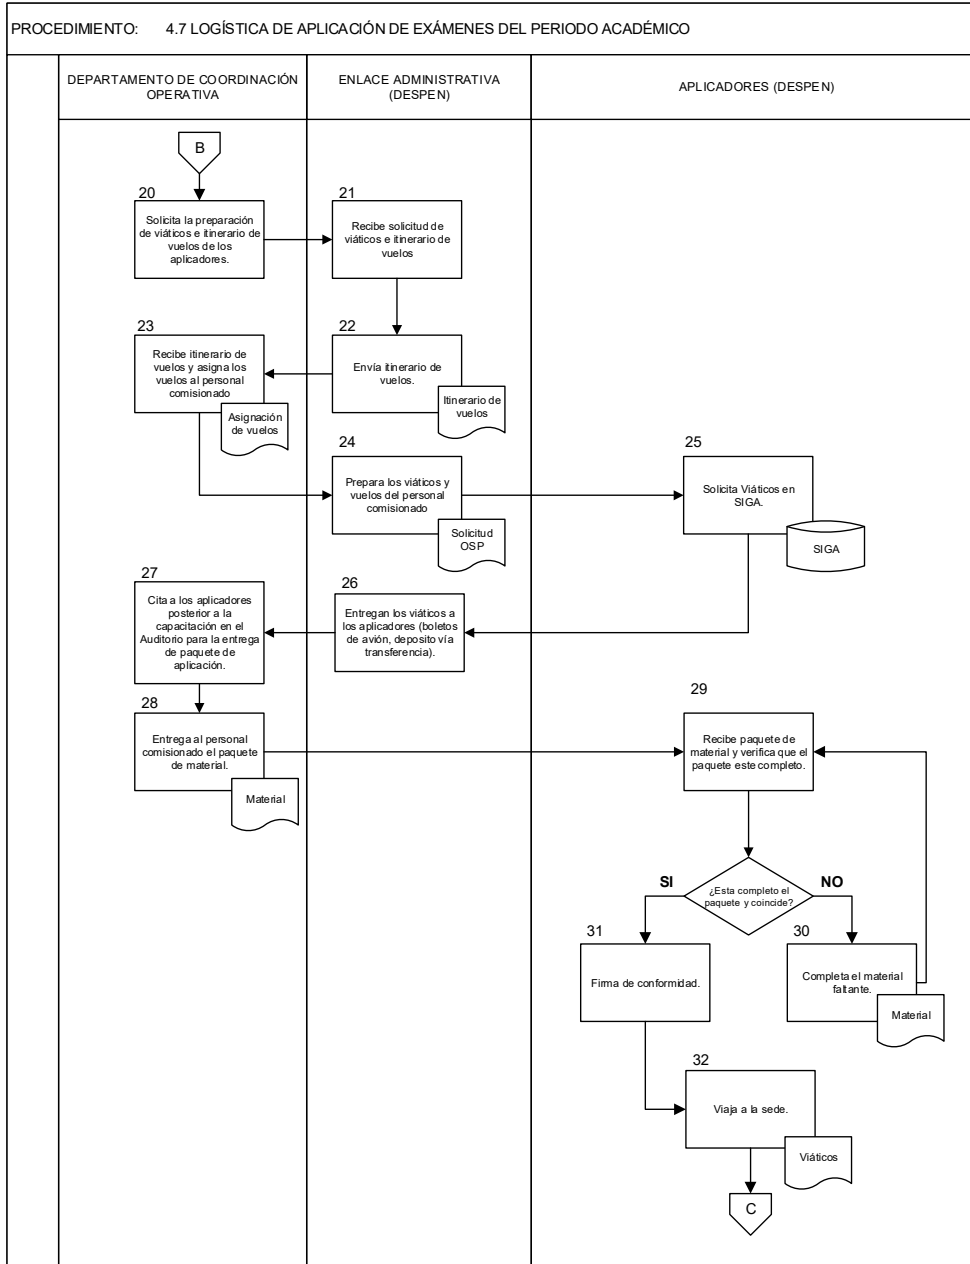 PROCEDIMIENTO: 4.7 LOGÍSTICA DE APLICACIÓN DE EXÁMENES DEL PERIODO ACADÉMICO
DEPARTAMENTO DE COORDINACIÓN
OPERATIVA
ENLACE ADMINISTRATIVA
(DESPEN)
APLICADORES (DESPEN)
B
20
Solicita la preparación
de viáticos e itinerario de
vuelos de los
aplicadores.
21
Recibe solicitud de
viáticos e itinerario de
vuelos
23
Recibe itinerario de
vuelos y asigna los
vuelos al personal
comisionado
Asignación
de vuelos
22
Envía itinerario de
vuelos.
Itinerario de
vuelos
24
Prepara los viáticos y
vuelos del personal
comisionado
Solicitud
OSP
25
Solicita Viáticos en
SIGA.
SIGA
27
Cita a los aplicadores
posterior a la
capacitación en el
Auditorio para la entrega
de paquete de
aplicación.
26
Entregan los viáticos a
los aplicadores (boletos
de avión, deposito vía
transferencia).
28
Entrega al personal
comisionado el paquete
de material.
Material
29
Recibe paquete de
material y verifica que el
paquete este completo.
SI
¿Esta completo el
paquete y coincide?
NO
31
Firma de conformidad.
30
Completa el material
faltante.
Material
32
Viaja a la sede.
Viáticos
C